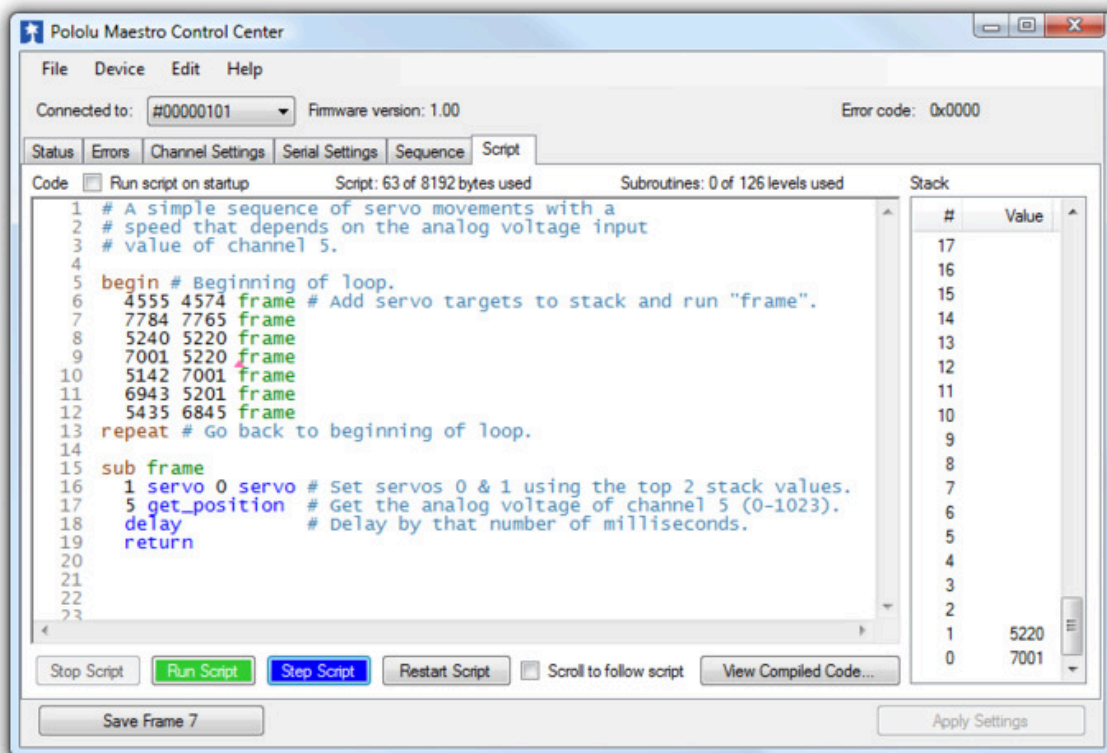 Pololu Maestro Control Center
File Device Edit Help
Connected to: #00000101 Firmware version: 1.00 Error code: 0x0000
Status Errors Channel Settings Serial Settings Sequence Script
Code Run script on startup Script: 63 of 8192 bytes used Subroutines: 0 of 126 levels used Stack
# Value
1 # A simple sequence of servo movements with a
2 # speed that depends on the analog voltage input
3 # value of channel 5.
4
5 begin # Beginning of loop.
6 4555 4574 frame # Add servo targets to stack and run "frame".
7 7784 7765 frame
8 5240 5220 frame
9 7001 5220 frame
10 5142 7001 frame
11 6943 5201 frame
12 5435 6845 frame
13 repeat # Go back to beginning of loop.
14
15 sub frame
16 1 servo 0 servo # Set servos 0 & 1 using the top 2 stack values.
17 5 get_position # Get the analog voltage of channel 5 (0-1023).
18 delay # Delay by that number of milliseconds.
19 return
20
21
22
23
17
16
15
14
13
12
11
10
9
8
7
6
5
4
3
2
1 5220
0 7001
Stop Script Run Script Step Script Restart Script Scroll to follow script View Compiled Code...
Save Frame 7 Apply Settings